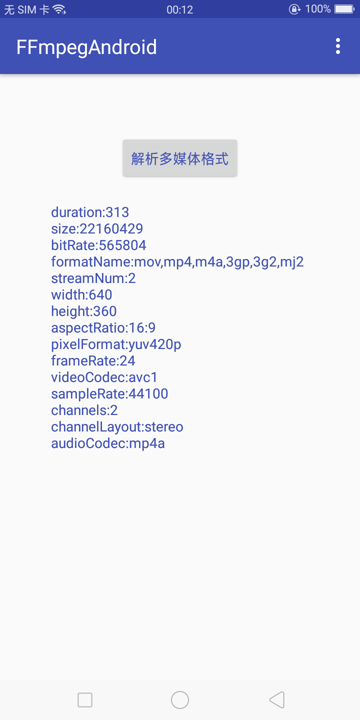 无 SIM 卡 00:12 100%
FFmpegAndroid
解析多媒体格式
duration:313
size:22160429
bitRate:565804
formatName:mov,mp4,m4a,3gp,3g2,mj2
streamNum:2
width:640
height:360
aspectRatio:16:9
pixelFormat:yuv420p
frameRate:24
videoCodec:avc1
sampleRate:44100
channels:2
channelLayout:stereo
audioCodec:mp4a